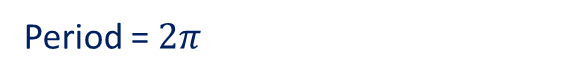 Period = 2π